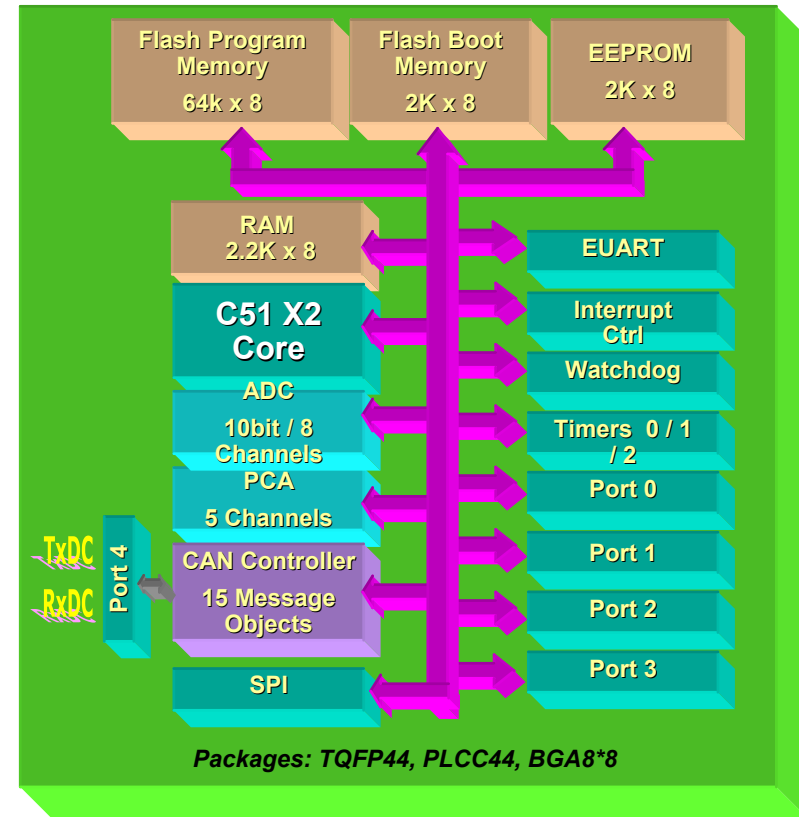 Flash Program
Memory
64k x 8
Flash Boot
Memory
2K x 8
EEPROM
2K x 8
RAM
2.2K x 8
C51 X2
Core
ADC
10bit / 8
Channels
PCA
5 Channels
CAN Controller
15 Message
Objects
SPI
TxDC
RxDC
Port 4
EUART
Interrupt
Ctrl
Watchdog
Timers 0 / 1
/ 2
Port 0
Port 1
Port 2
Port 3
Packages: TQFP44, PLCC44, BGA8*8